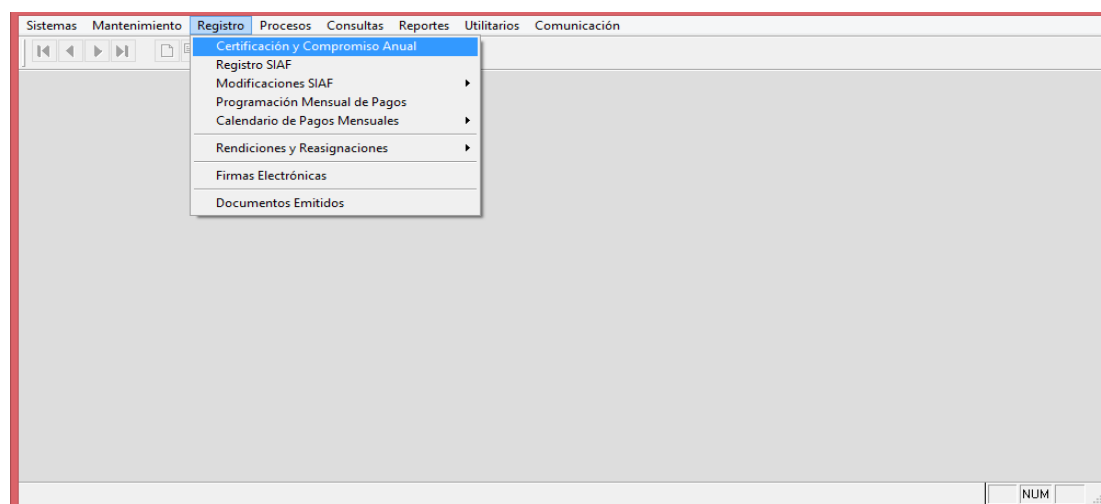 Sistemas Mantenimiento Registro Procesos Consultas Reportes Utilitarios Comunicación
Certificación y Compromiso Anual
Registro SIAF
Modificaciones SIAF
Programación Mensual de Pagos
Calendario de Pagos Mensuales
Rendiciones y Reasignaciones
Firmas Electrónicas
Documentos Emitidos
NUM